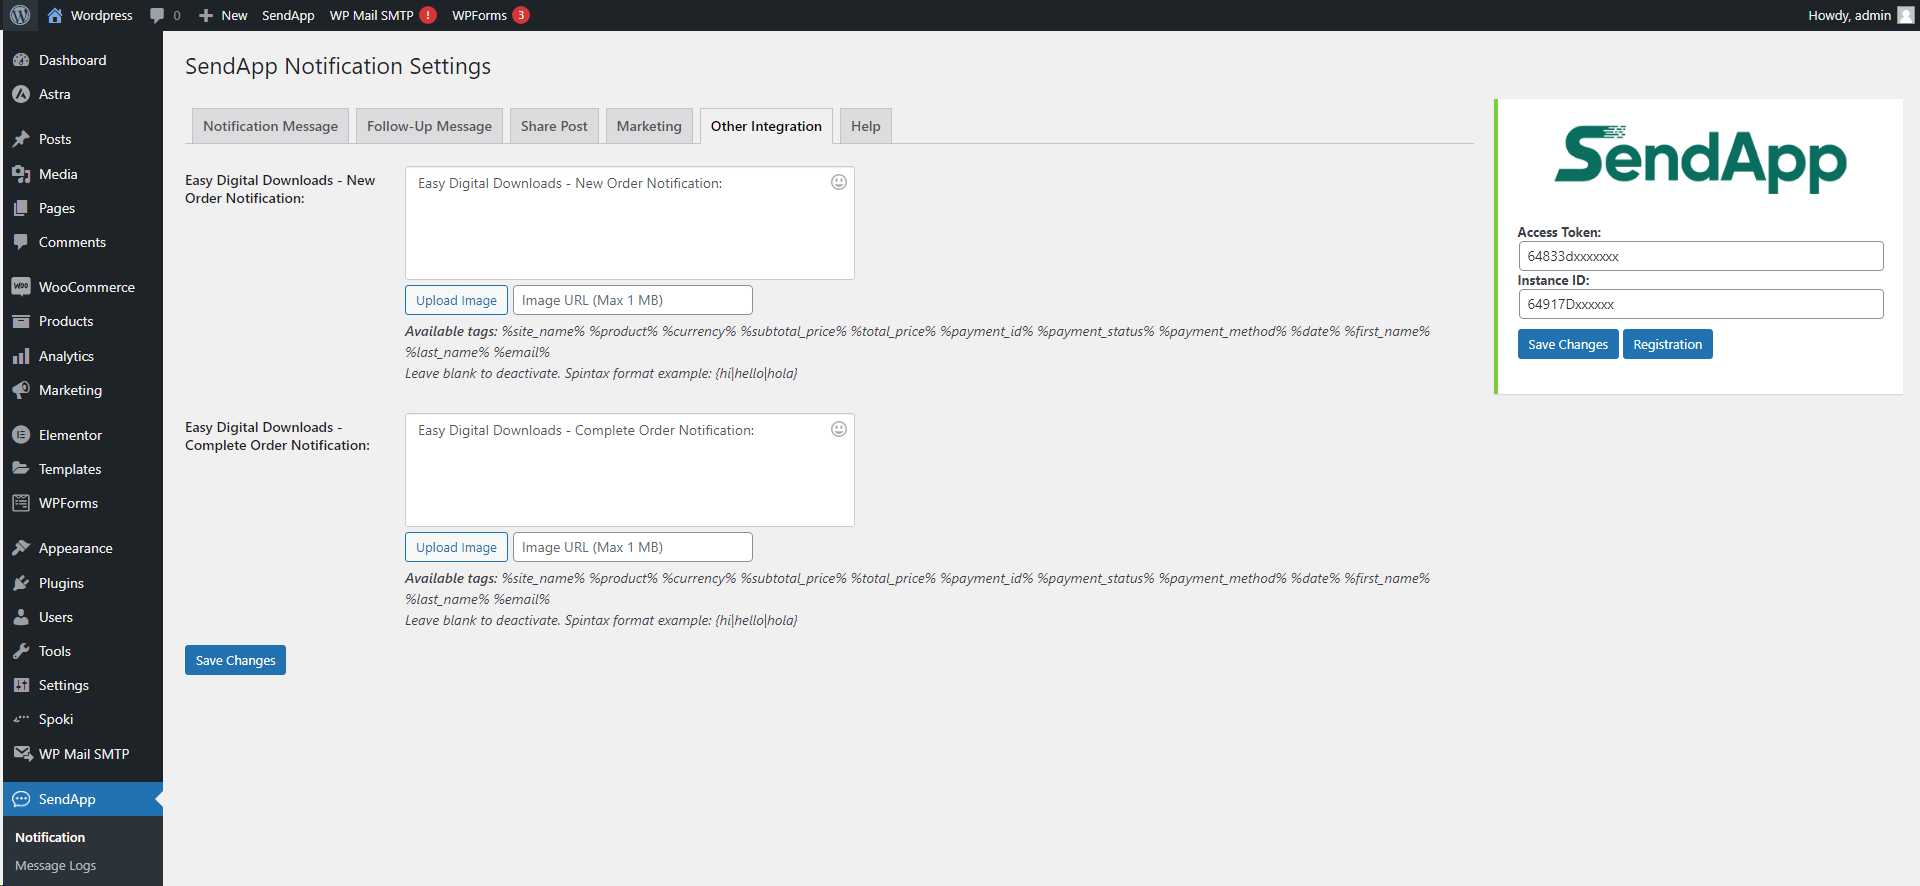 Wordpress 0 New SendApp WP Mail SMTP ! WPForms 3 Howdy, admin
Dashboard
Astra
Posts
Media
Pages
Comments
WooCommerce
Products
Analytics
Marketing
Elementor
Templates
WPForms
Appearance
Plugins
Users
Tools
Settings
Spoki
WP Mail SMTP
SendApp
Notification
Message Logs
SendApp Notification Settings
Notification Message Follow-Up Message Share Post Marketing Other Integration Help
Easy Digital Downloads - New
Order Notification:
Easy Digital Downloads - New Order Notification:
Upload Image Image URL (Max 1 MB)
Available tags: %site_name% %product% %currency% %subtotal_price% %total_price% %payment_id% %payment_status% %payment_method% %date% %first_name%
%last_name% %email%
Leave blank to deactivate. Spintax format example: {hi|hello|hola}
Easy Digital Downloads -
Complete Order Notification:
Easy Digital Downloads - Complete Order Notification:
Upload Image Image URL (Max 1 MB)
Available tags: %site_name% %product% %currency% %subtotal_price% %total_price% %payment_id% %payment_status% %payment_method% %date% %first_name%
%last_name% %email%
Leave blank to deactivate. Spintax format example: {hi|hello|hola}
Save Changes
SendApp
Access Token:
64833dxxxxxxx
Instance ID:
64917Dxxxxxx
Save Changes Registration